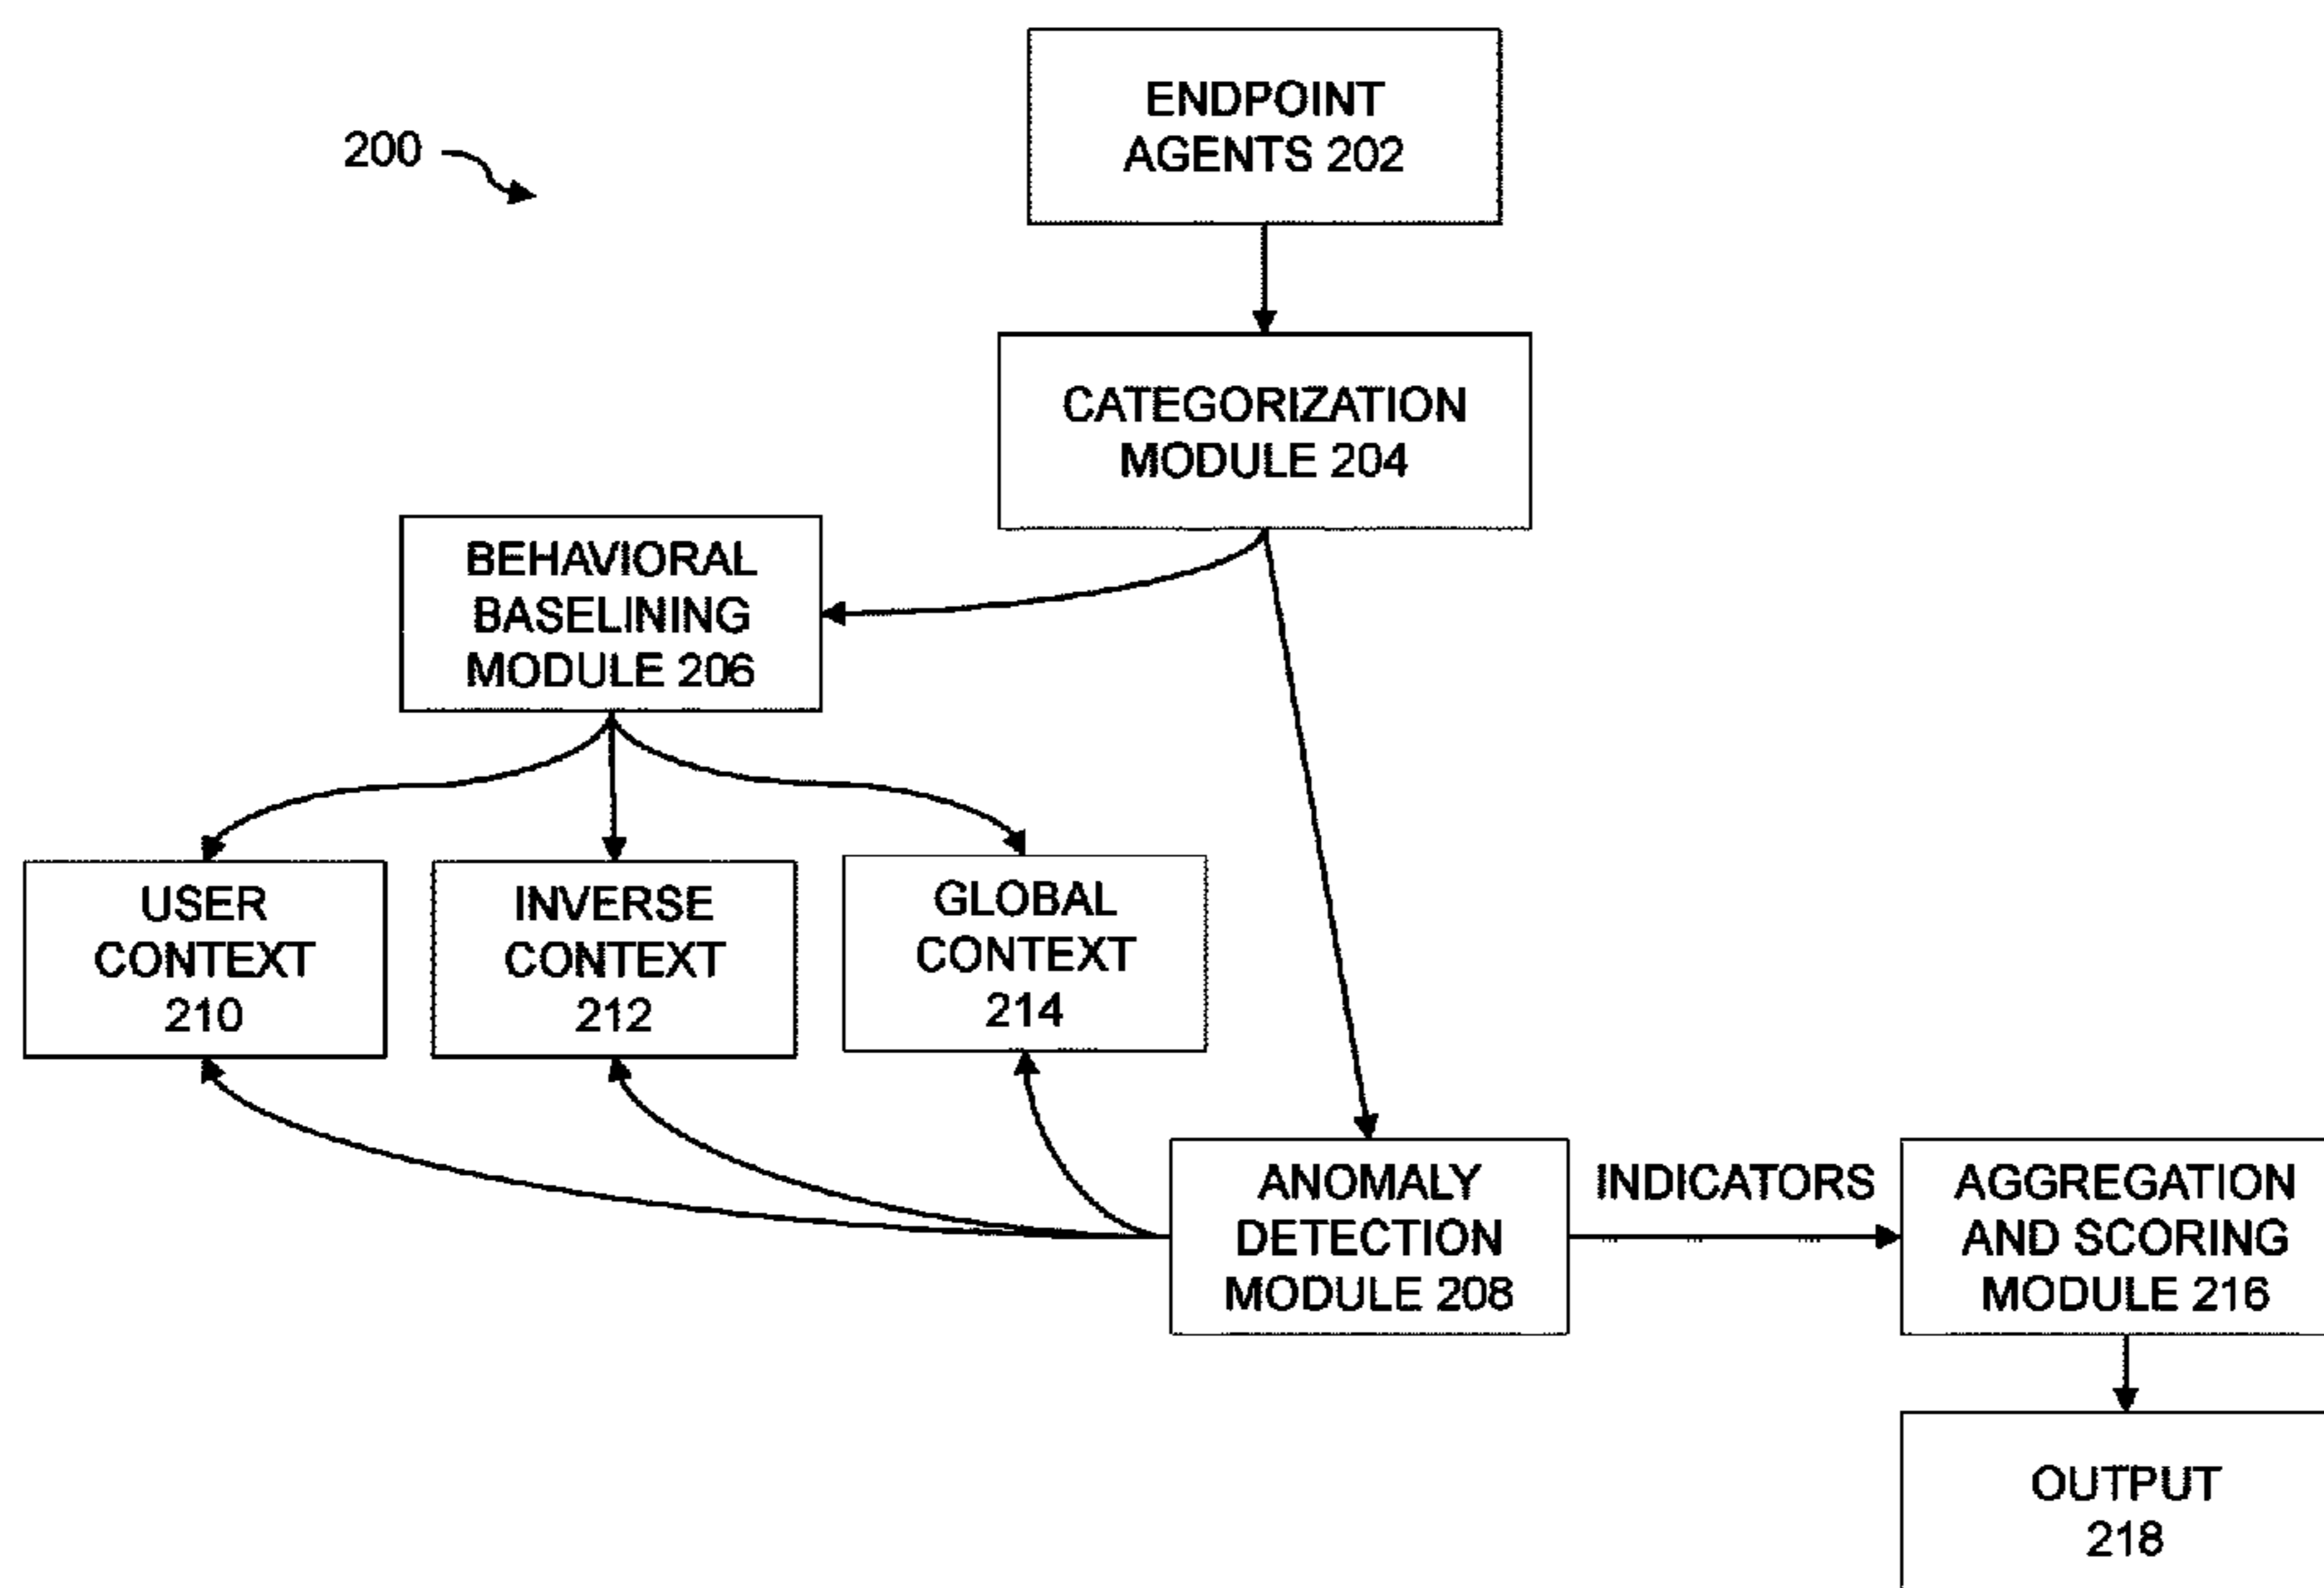 200
ENDPOINT
AGENTS 202
CATEGORIZATION
MODULE 204
BEHAVIORAL
BASELINING
MODULE 206
USER
CONTEXT
210
INVERSE
CONTEXT
212
GLOBAL
CONTEXT
214
ANOMALY
DETECTION
MODULE 208
INDICATORS
AGGREGATION
AND SCORING
MODULE 216
OUTPUT
218